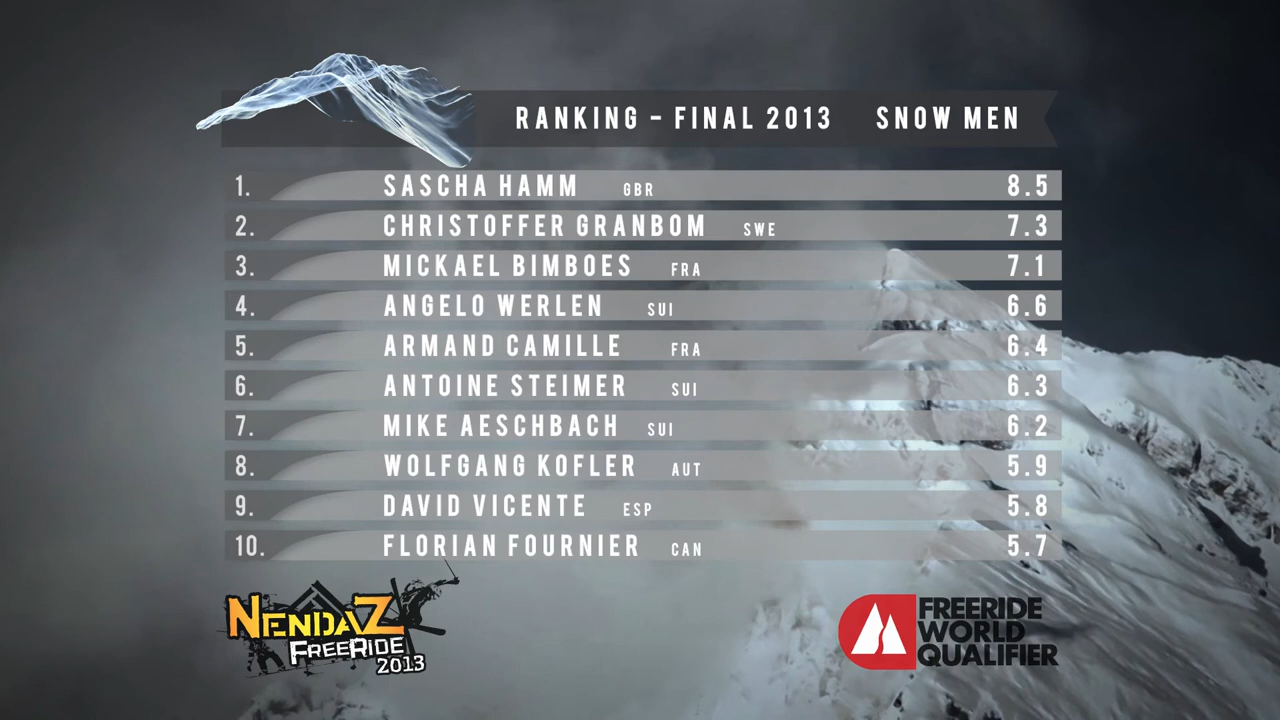 RANKING - FINAL 2013 SNOW MEN
1. SASCHA HAMM GBR 8.5
2. CHRISTOFFER GRANBOM SWE 7.3
3. MICKAEL BIMBOES FRA 7.1
4. ANGELO WERLEN SUI 6.6
5. ARMAND CAMILLE FRA 6.4
6. ANTOINE STEIMER SUI 6.3
7. MIKE AESCHBACH SUI 6.2
8. WOLFGANG KOFLER AUT 5.9
9. DAVID VICENTE ESP 5.8
10. FLORIAN FOURNIER CAN 5.7
NENDAZ
FREERIDE
2013
FREERIDE
WORLD
QUALIFIER